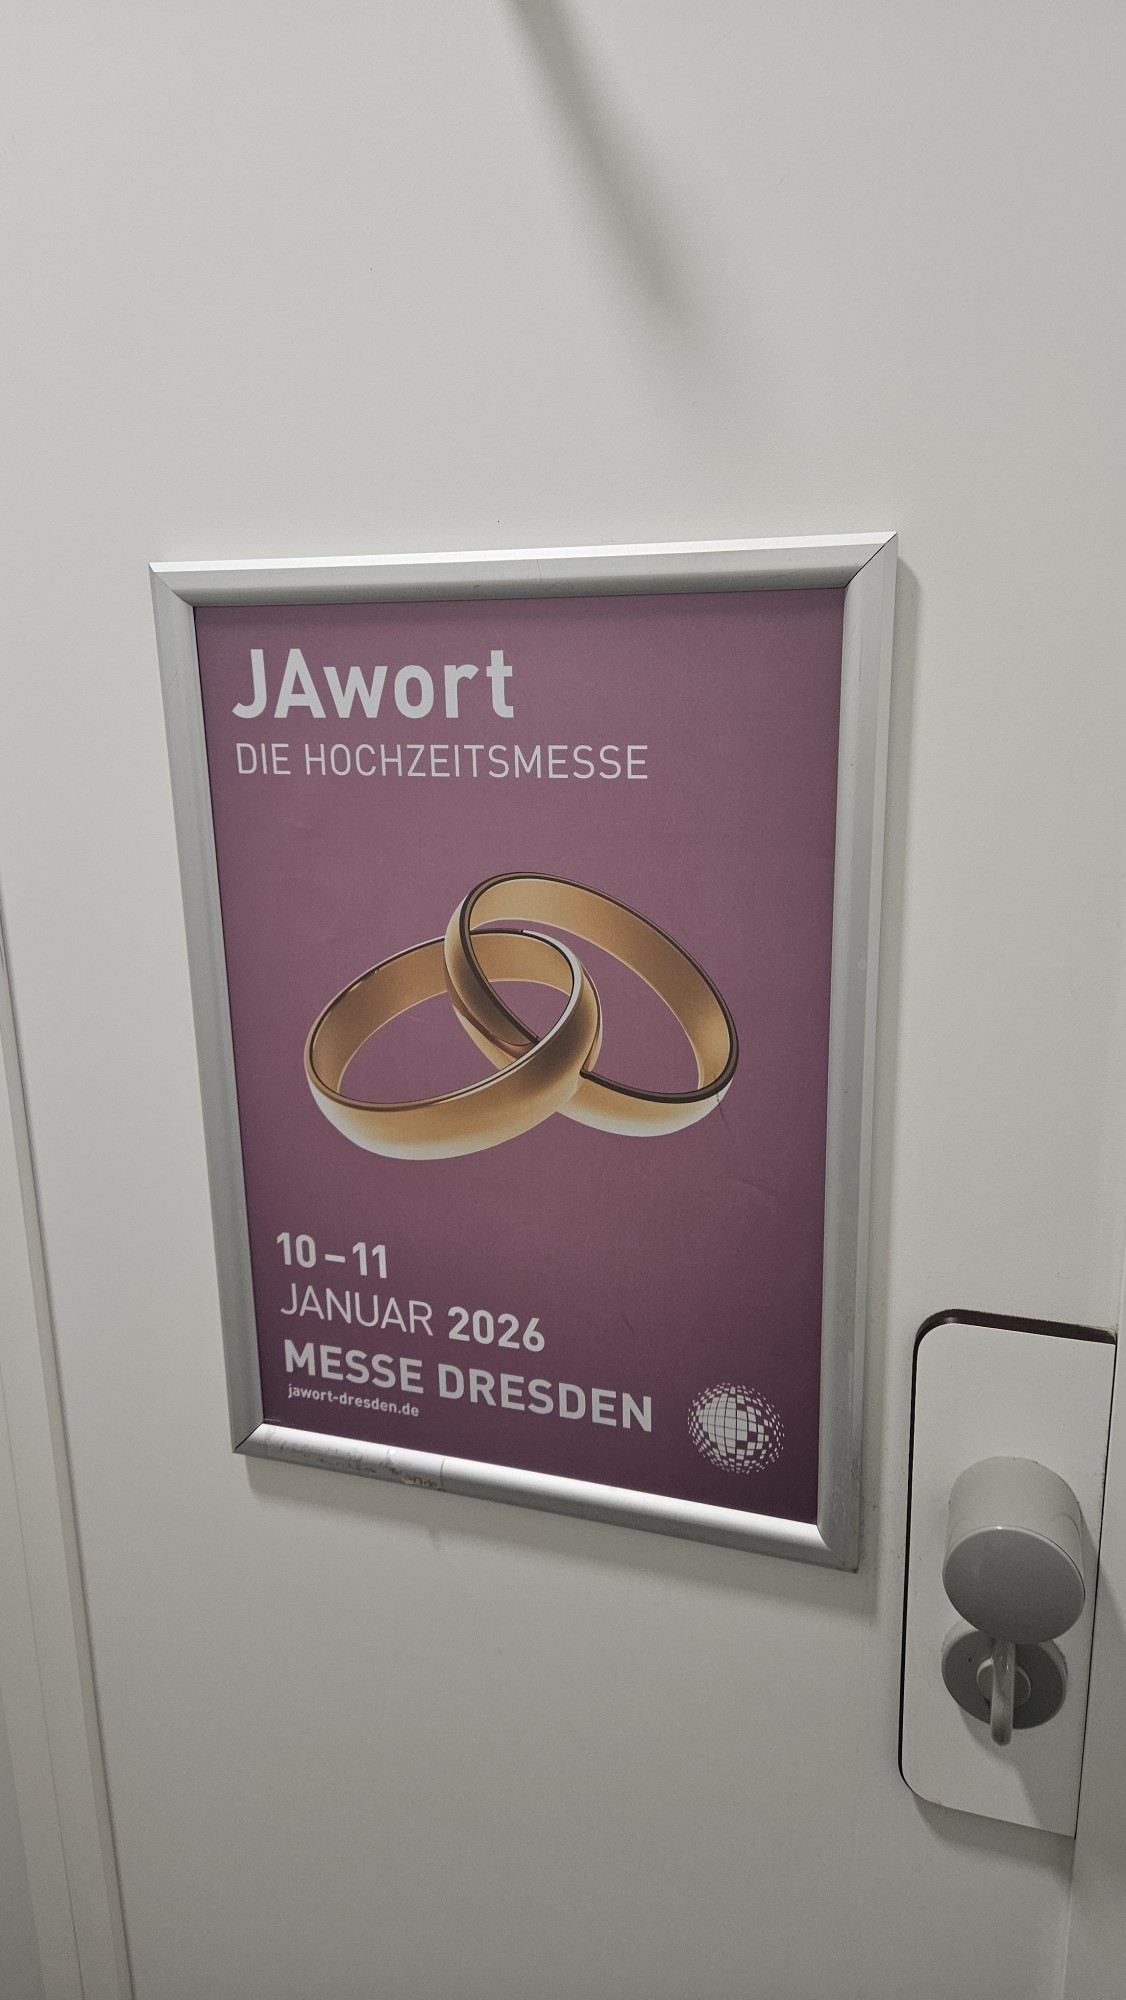 JAwort
DIE HOCHZEITSMESSE
10–11
JANUAR 2026
MESSE DRESDEN
jawort-dresden.de